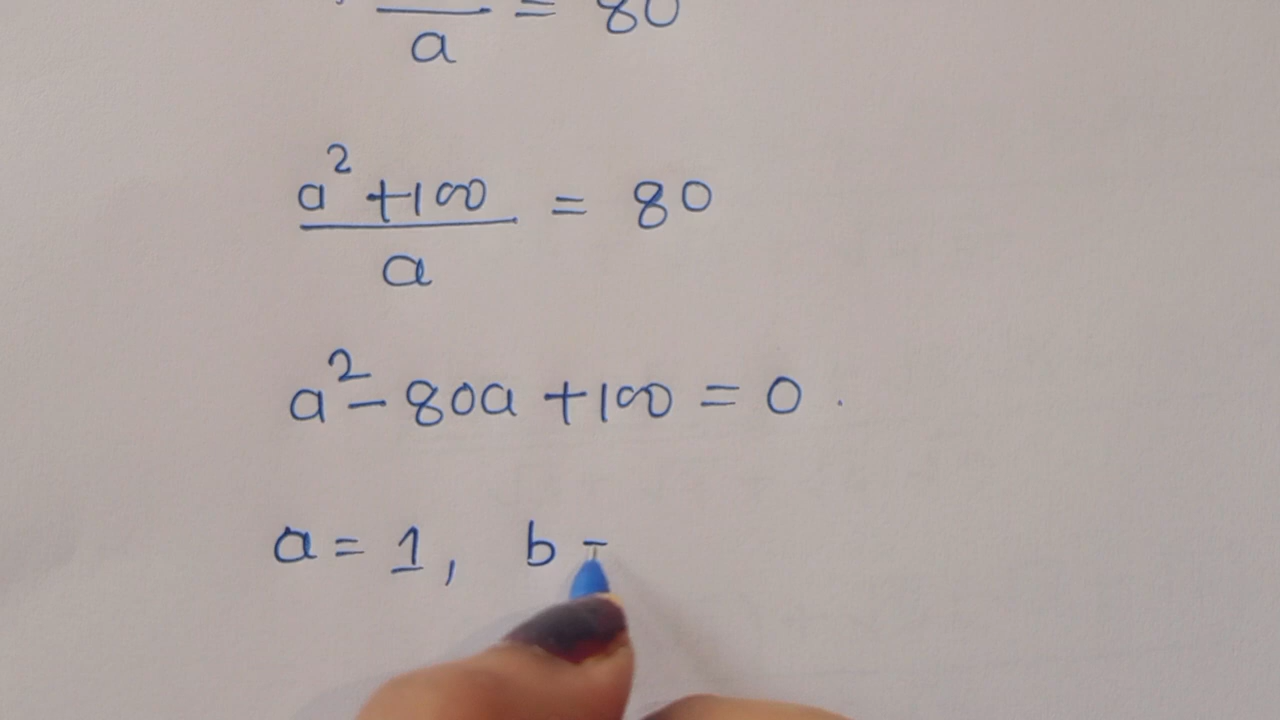 a = 80
a² + 100 / a = 80
a² - 80a + 100 = 0 .
a = 1, b =